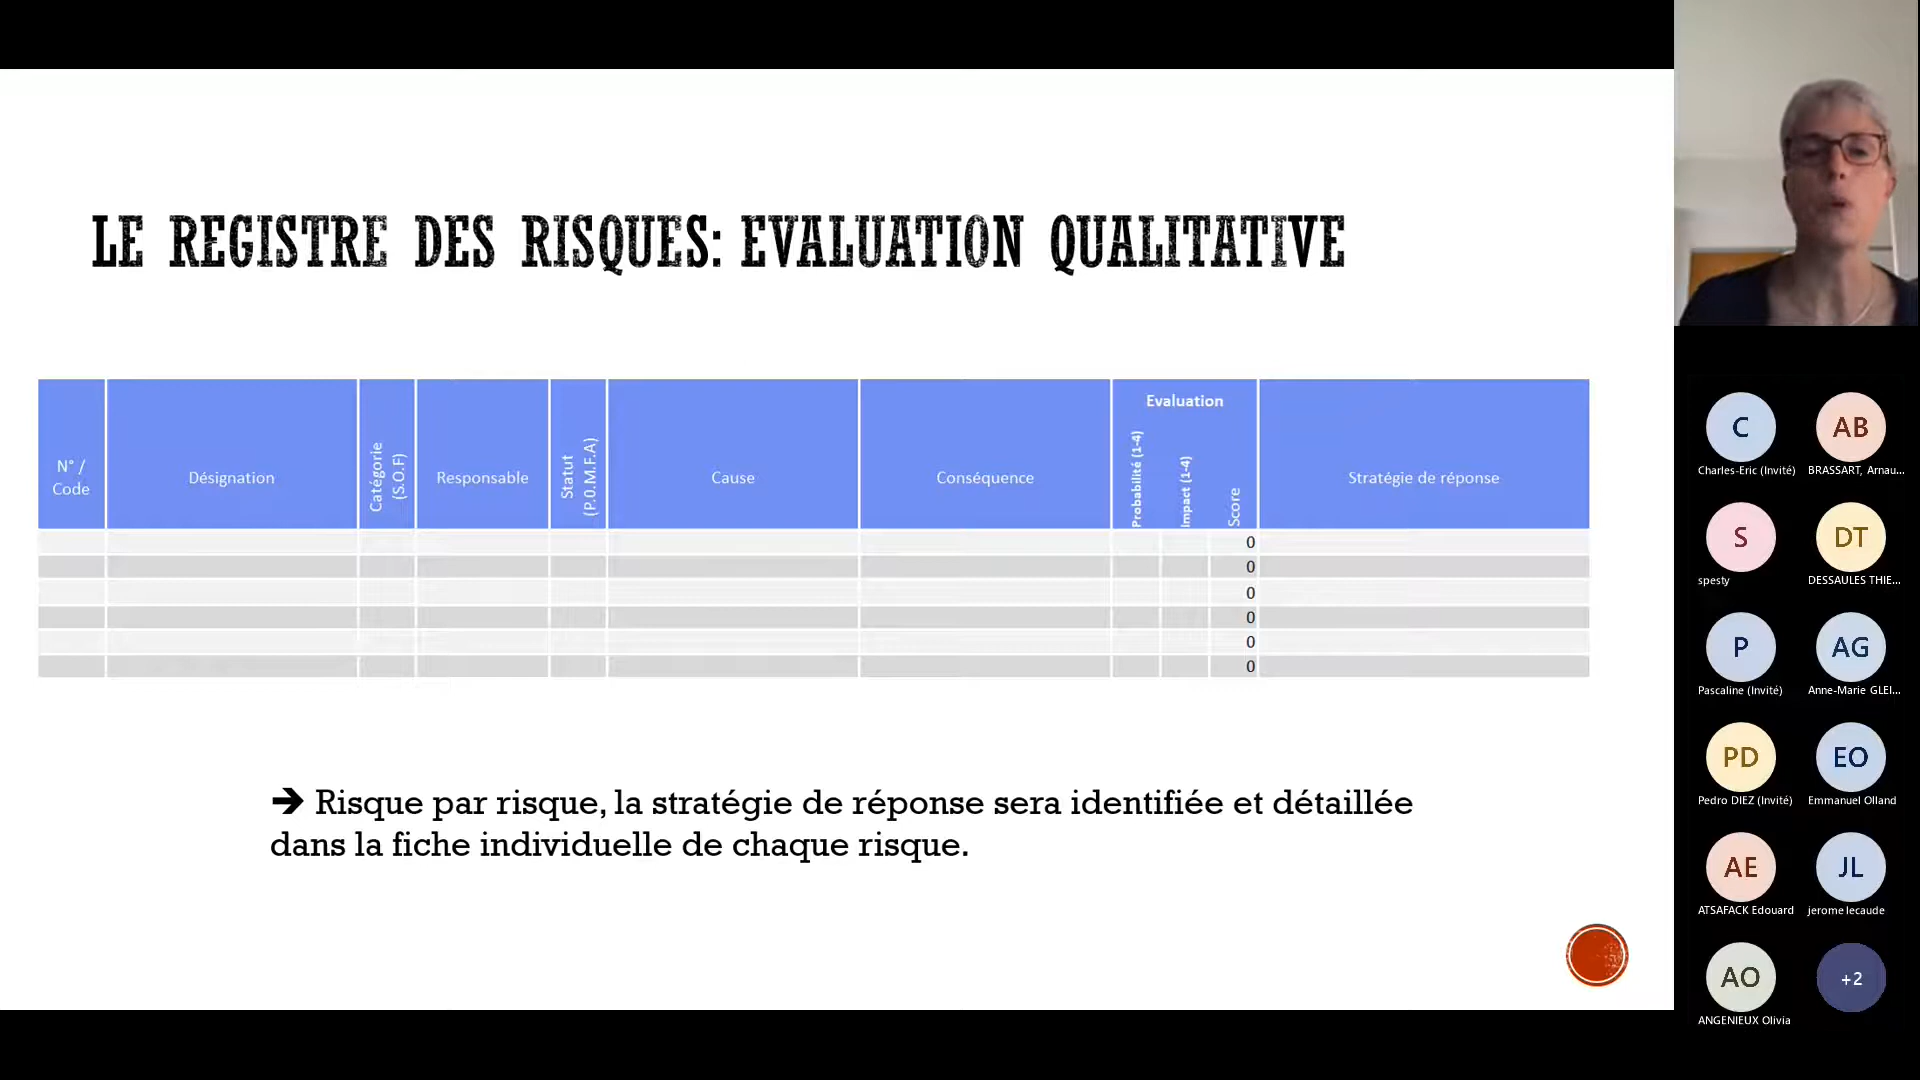 LE REGISTRE DES RISQUES: EVALUATION QUALITATIVE
N° /
Code
Désignation
Catégorie
(S.O.F)
Responsable
Statut
(P.O.M.F.A)
Cause
Conséquence
Evaluation
Probabilité (1-4)
Impact (1-4)
Score
Stratégie de réponse
0
0
0
0
0
0
➔ Risque par risque, la stratégie de réponse sera identifiée et détaillée
dans la fiche individuelle de chaque risque.
C
AB
Charles-Eric (Invité)
BRASSART, Arnau...
S
DT
spesty
DESSAULES THIE...
P
AG
Pascaline (Invité)
Anne-Marie GLEI...
PD
EO
Pedro DIEZ (Invité)
Emmanuel Olland
AE
JL
ATSAFACK Edouard
jerome lecaude
AO
+2
ANGENIEUX Olivia